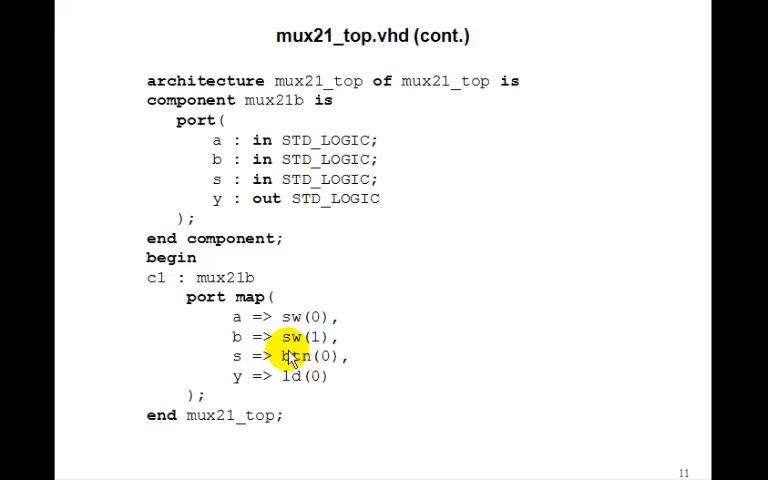 mux21_top.vhd (cont.)
architecture mux21_top of mux21_top is
component mux21b is
port(
a : in STD_LOGIC;
b : in STD_LOGIC;
s : in STD_LOGIC;
y : out STD_LOGIC
);
end component;
begin
c1 : mux21b
port map(
a => sw(0),
b => sw(1),
s => btn(0),
y => ld(0)
);
end mux21_top;
11